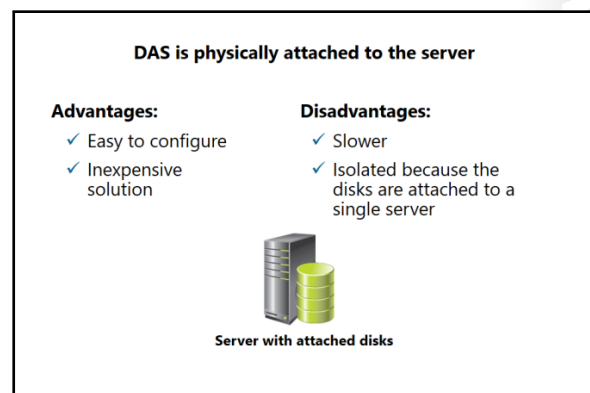 DAS is physically attached to the server
Advantages:
✓ Easy to configure
✓ Inexpensive
solution
Disadvantages:
✓ Slower
✓ Isolated because the
disks are attached to a
single server
Server with attached disks